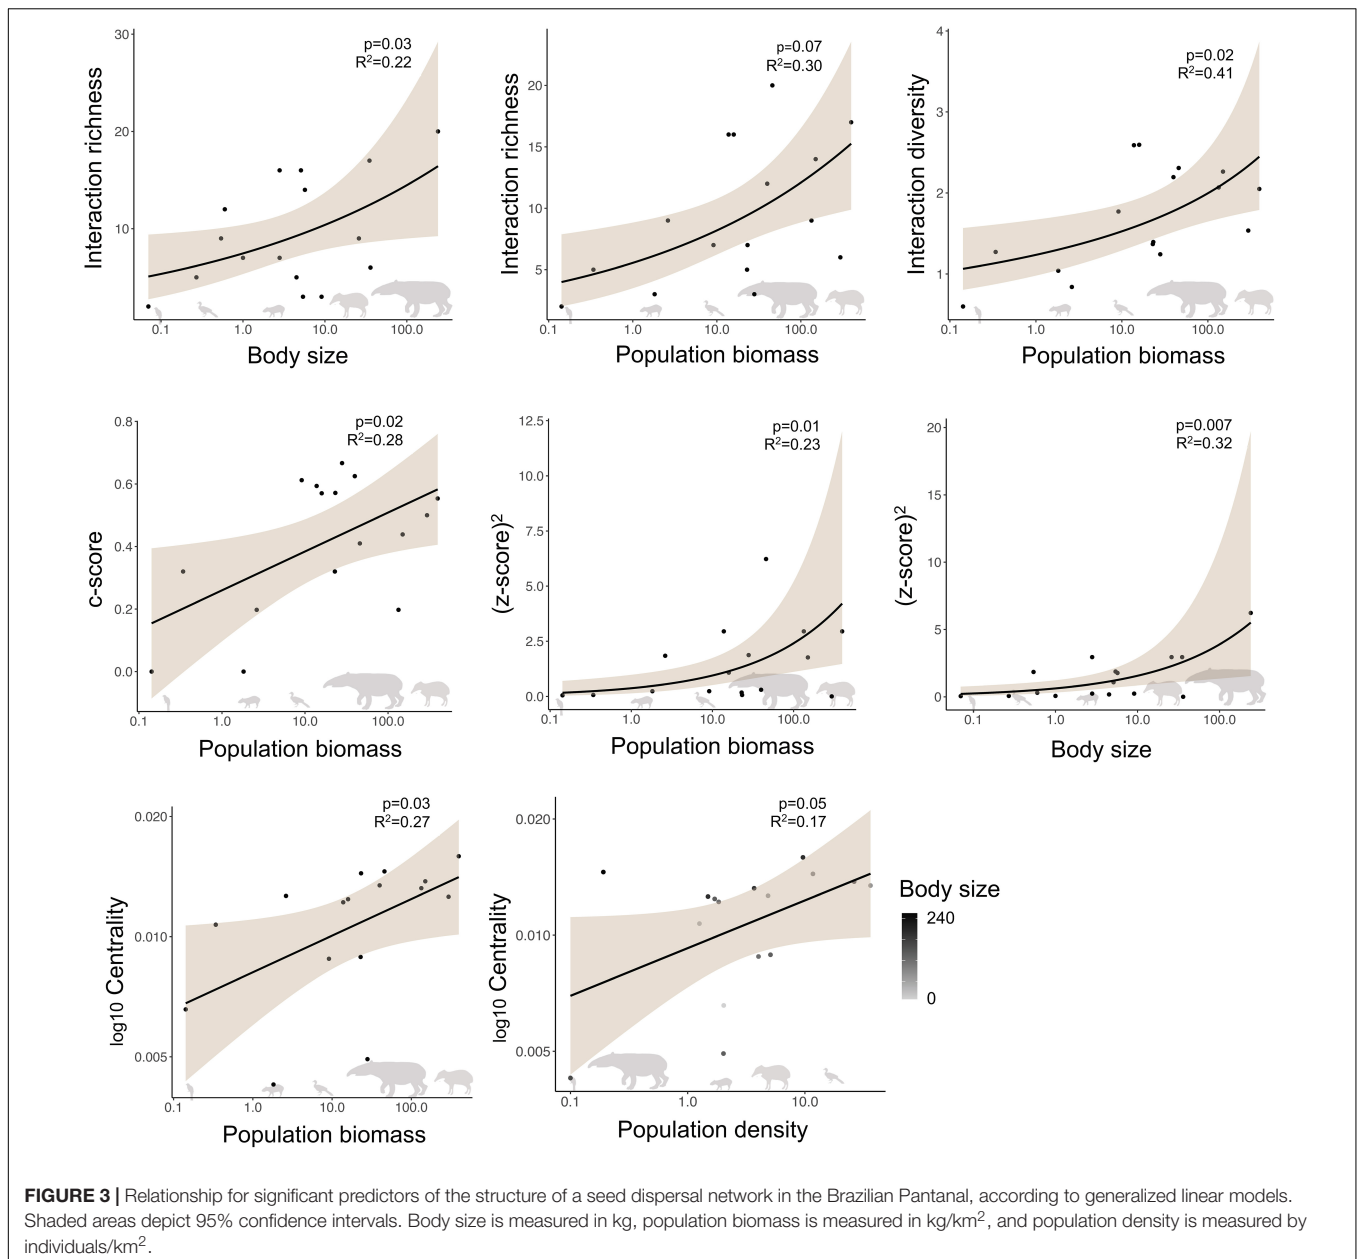 30
20
10
0.1
1.0
10.0
100.0
Interaction richness
Body size
p=0.03
R²=0.22
20
15
10
5
0.1
1.0
10.0
100.0
Interaction richness
Population biomass
p=0.07
R²=0.30
4
3
2
1
0.1
1.0
10.0
100.0
Interaction diversity
Population biomass
p=0.02
R²=0.41
0.8
0.6
0.4
0.2
0.0
0.1
1.0
10.0
100.0
c-score
Population biomass
p=0.02
R²=0.28
12.5
10.0
7.5
5.0
2.5
0.0
0.1
1.0
10.0
100.0
(z-score)²
Population biomass
p=0.01
R²=0.23
20
15
10
5
0
0.1
1.0
10.0
100.0
(z-score)²
Body size
p=0.007
R²=0.32
0.020
0.010
0.005
0.1
1.0
10.0
100.0
log10 Centrality
Population biomass
p=0.03
R²=0.27
0.020
0.010
0.005
0.1
1.0
10.0
log10 Centrality
Population density
p=0.05
R²=0.17
Body size
240
0
FIGURE 3 | Relationship for significant predictors of the structure of a seed dispersal network in the Brazilian Pantanal, according to generalized linear models.
Shaded areas depict 95% confidence intervals. Body size is measured in kg, population biomass is measured in kg/km², and population density is measured by
individuals/km².